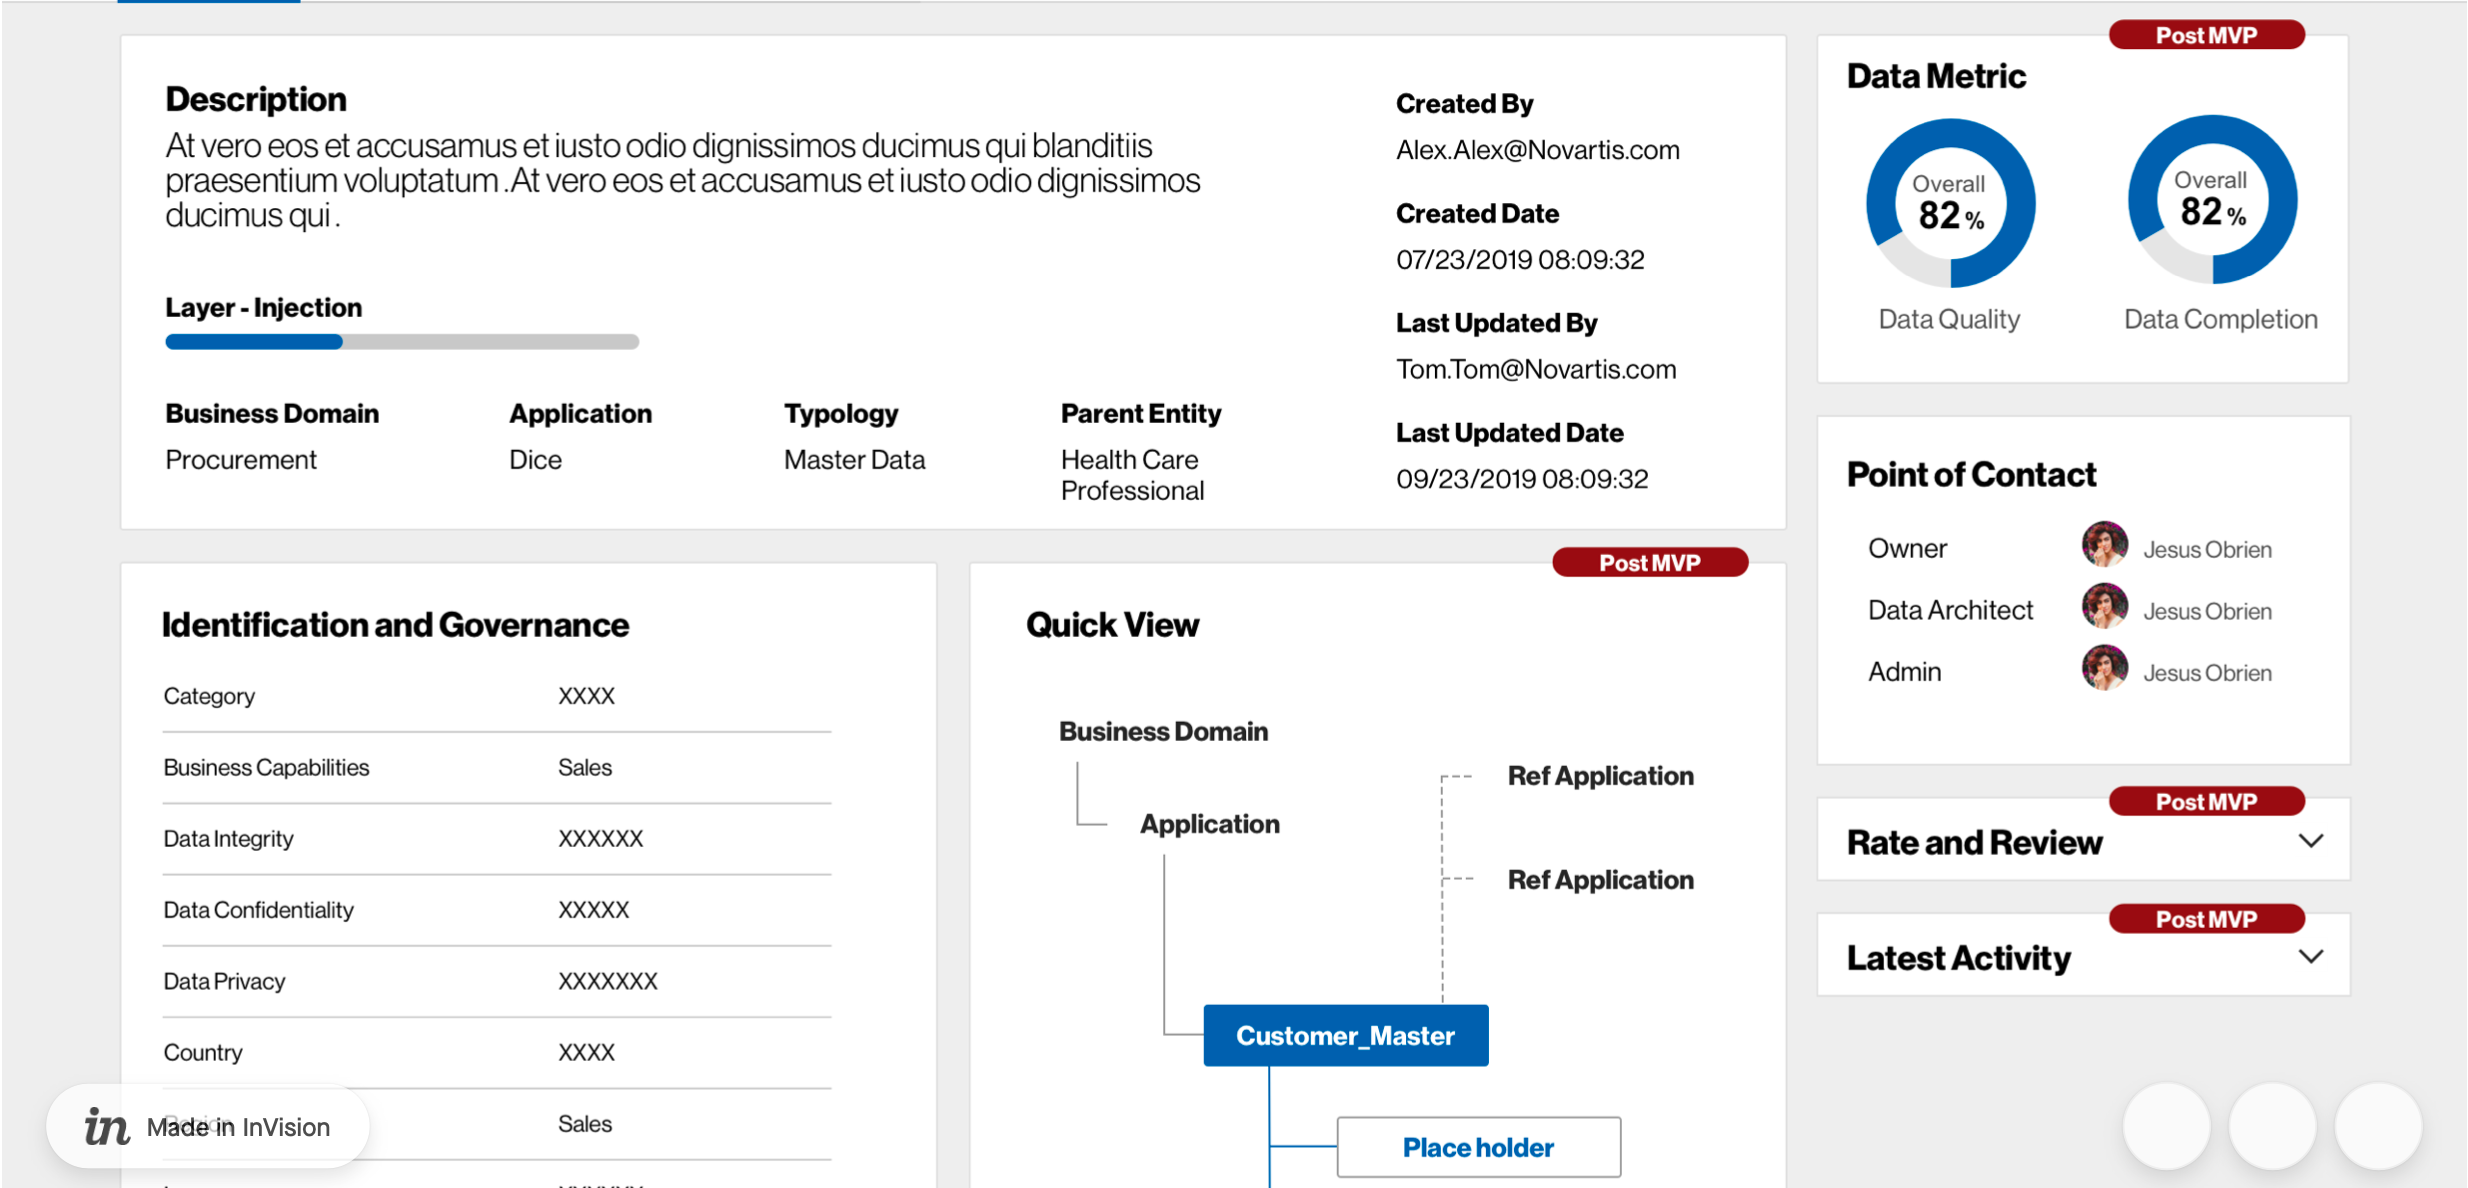 Description
At vero eos et accusamus et iusto odio dignissimos ducimus qui blanditiis
praesentium voluptatum .At vero eos et accusamus et iusto odio dignissimos
ducimus qui .
Layer - Injection
Business Domain
Procurement
Application
Dice
Typology
Master Data
Parent Entity
Health Care
Professional
Created By
Alex.Alex@Novartis.com
Created Date
07/23/2019 08:09:32
Last Updated By
Tom.Tom@Novartis.com
Last Updated Date
09/23/2019 08:09:32
Post MVP
Data Metric
Overall
82 %
Data Quality
Overall
82 %
Data Completion
Point of Contact
Owner Jesus Obrien
Data Architect Jesus Obrien
Admin Jesus Obrien
Post MVP
Rate and Review
Post MVP
Latest Activity
Identification and Governance
Category XXXX
Business Capabilities Sales
Data Integrity XXXXXX
Data Confidentiality XXXXX
Data Privacy XXXXXXX
Country XXXX
Region Sales
Post MVP
Quick View
Business Domain
Application
Ref Application
Ref Application
Customer_Master
Place holder
in Made in InVision